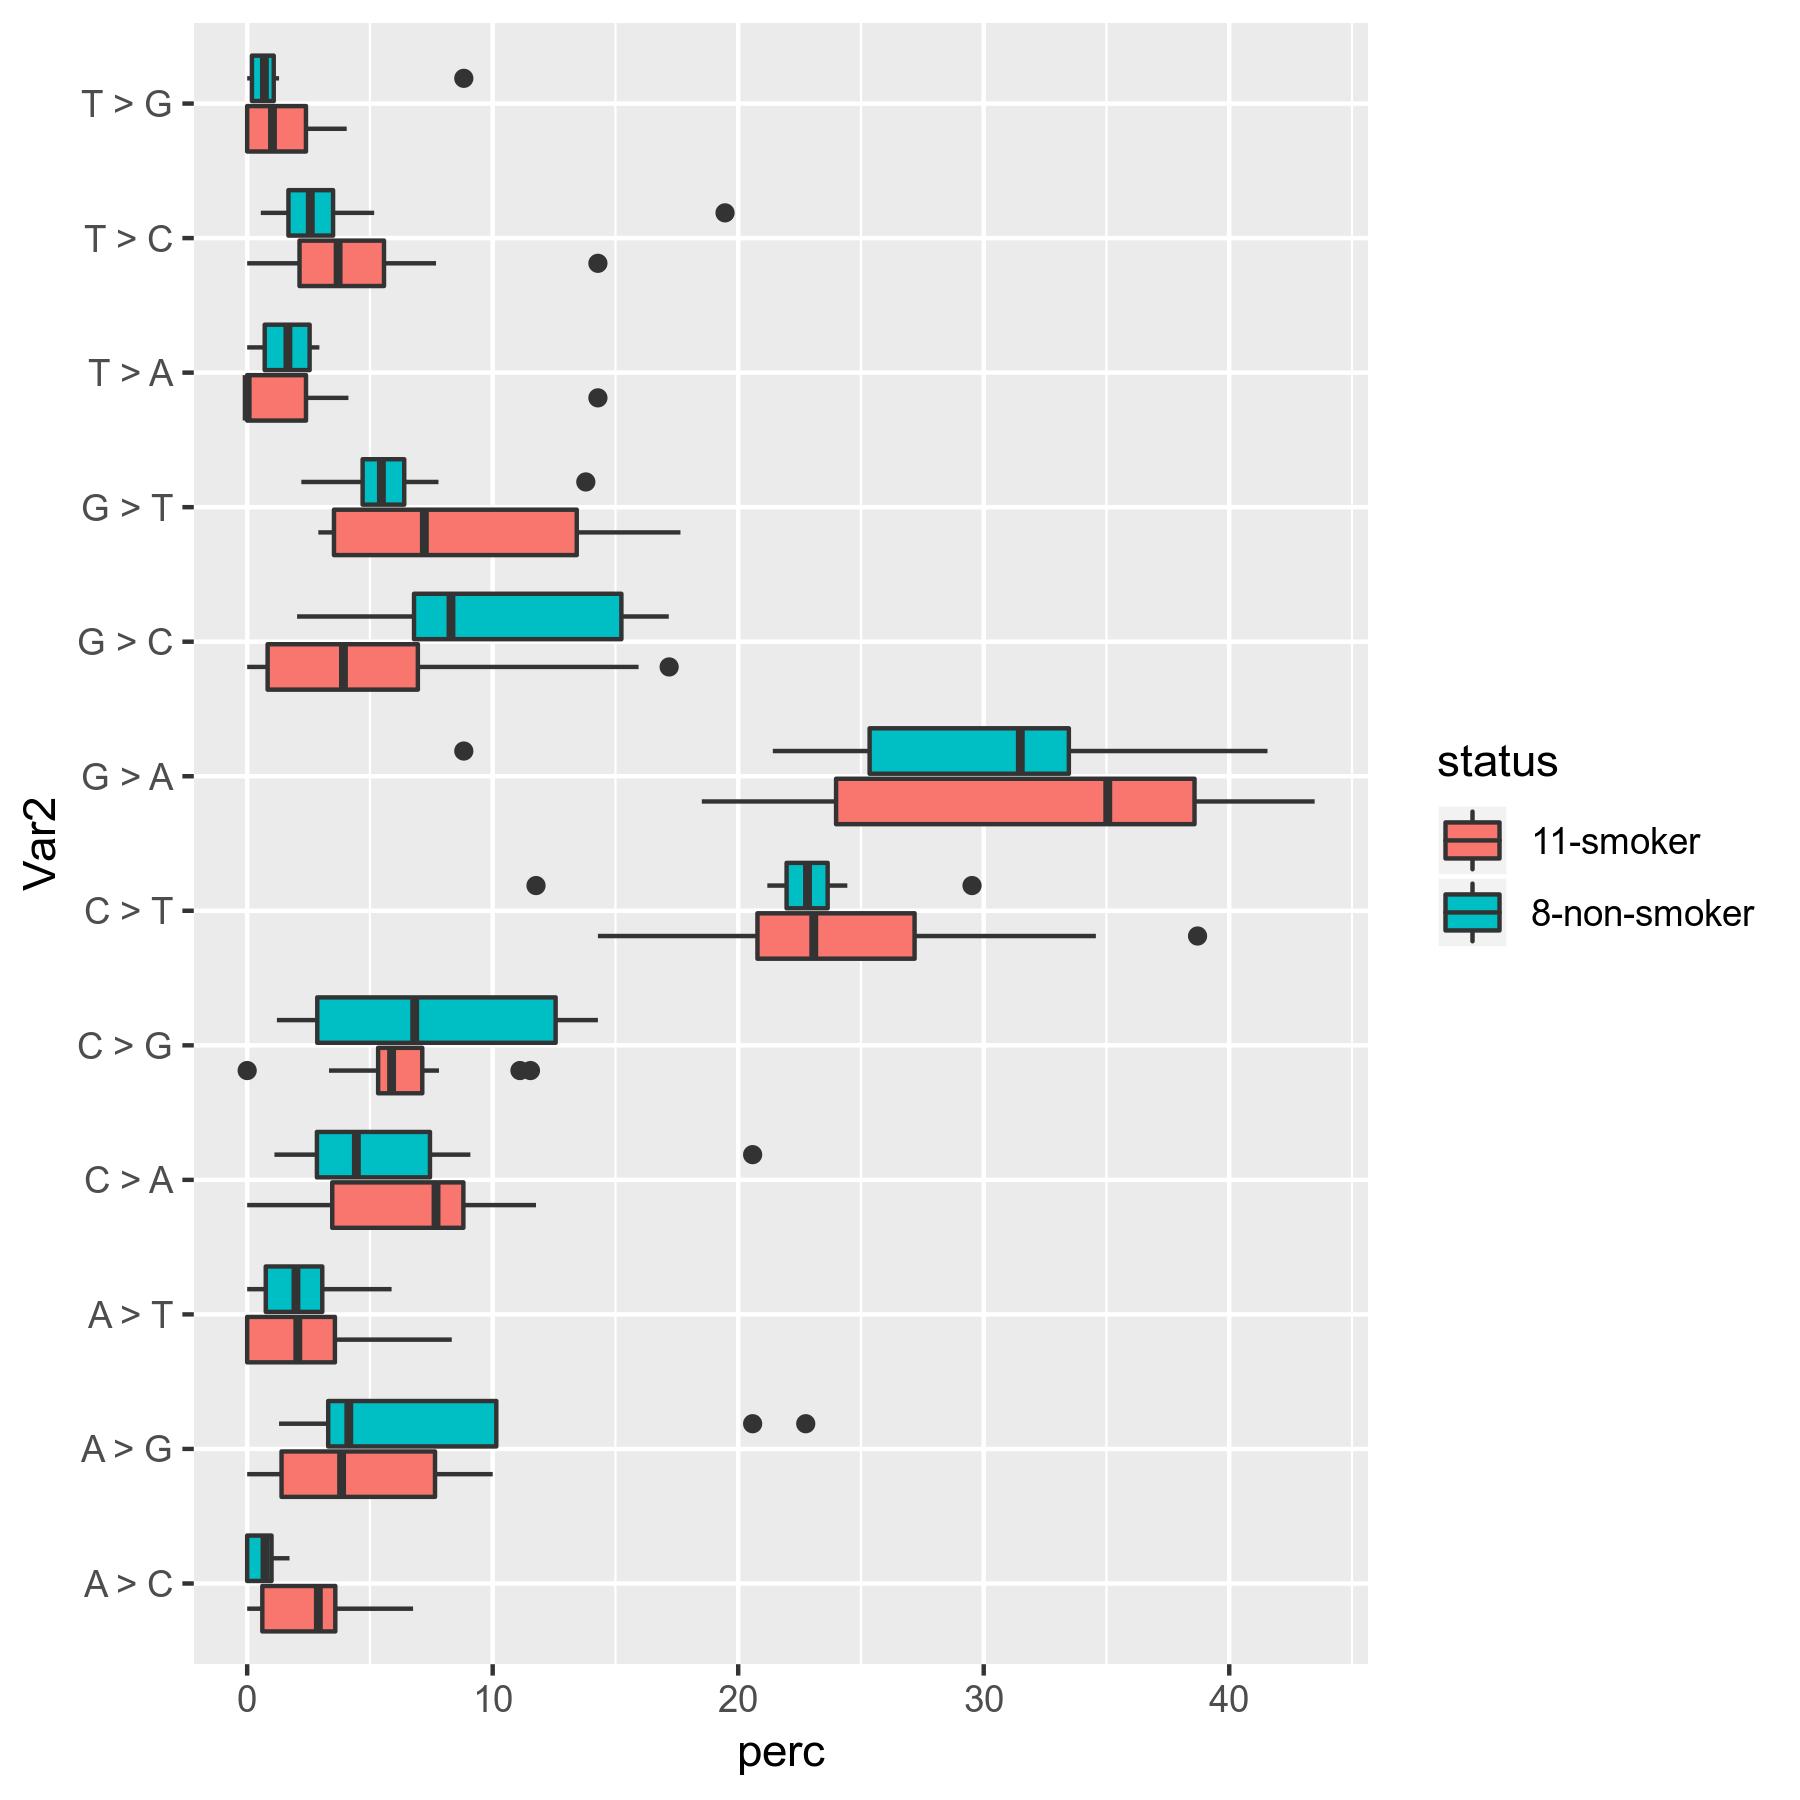 T > G
T > C
T > A
G > T
G > C
G > A
C > T
C > G
C > A
A > T
A > G
A > C
Var2
0 10 20 30 40
perc
status
11-smoker
8-non-smoker